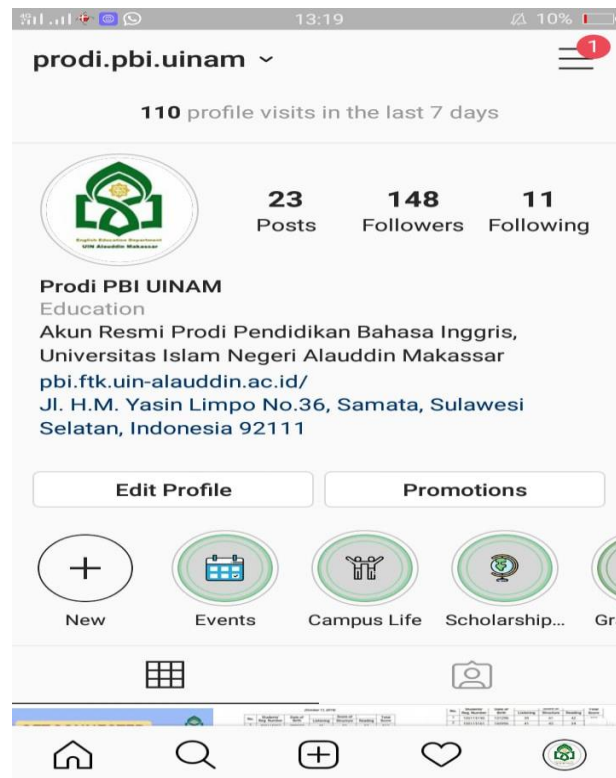 13:19
10%
prodi.pbi.uinam
1
110 profile visits in the last 7 days
English Education Department
UIN Alauddin Makassar
23 148 11
Posts Followers Following
Prodi PBI UINAM
Education
Akun Resmi Prodi Pendidikan Bahasa Inggris,
Universitas Islam Negeri Alauddin Makassar
pbi.ftk.uin-alauddin.ac.id/
Jl. H.M. Yasin Limpo No.36, Samata, Sulawesi
Selatan, Indonesia 92111
Edit Profile Promotions
New Events Campus Life Scholarship... Gr